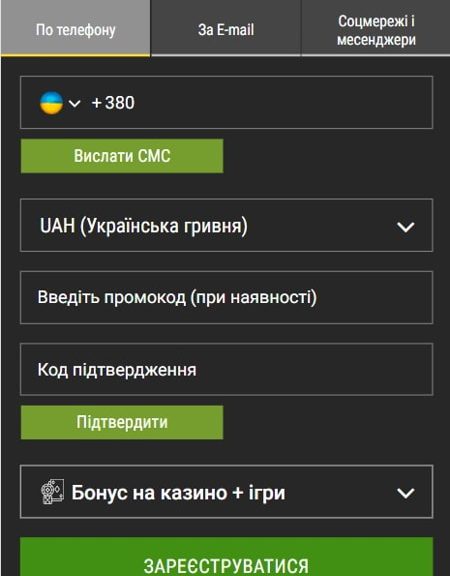 По телефону
За E-mail
Соцмережі і
месенджери
+380
Вислати СМС
UAH (Українська гривня)
Введіть промокод (при наявності)
Код підтвердження
Підтвердити
Бонус на казино + ігри
ЗАРЕЄСТРУВАТИСЯ